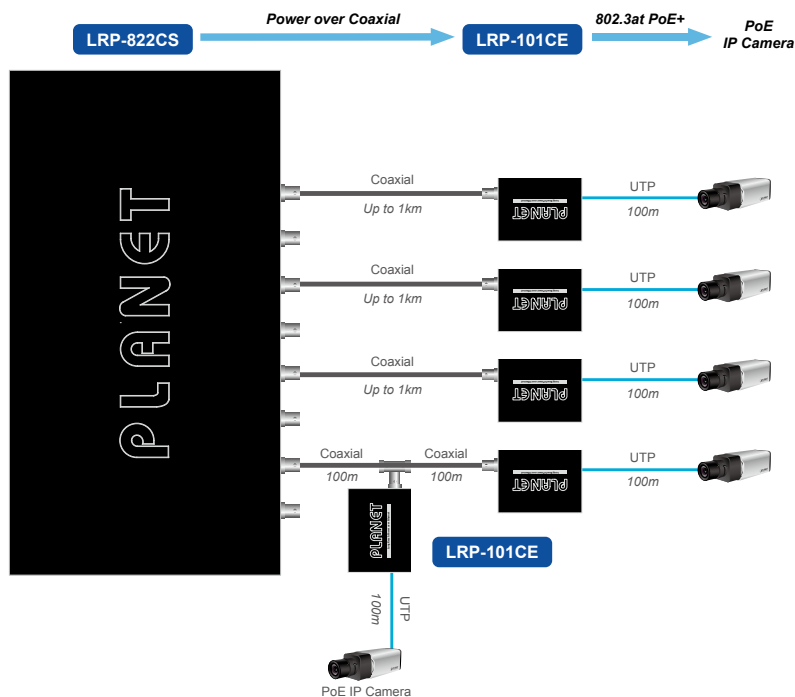 Power over Coaxial
802.3at PoE+
PoE
IP Camera
LRP-822CS
LRP-101CE
PLANET
Coaxial
Up to 1km
PLANET
UTP
100m
Coaxial
Up to 1km
PLANET
UTP
100m
Coaxial
Up to 1km
PLANET
UTP
100m
Coaxial
100m
Coaxial
100m
PLANET
UTP
100m
PLANET
LRP-101CE
UTP
100m
PoE IP Camera